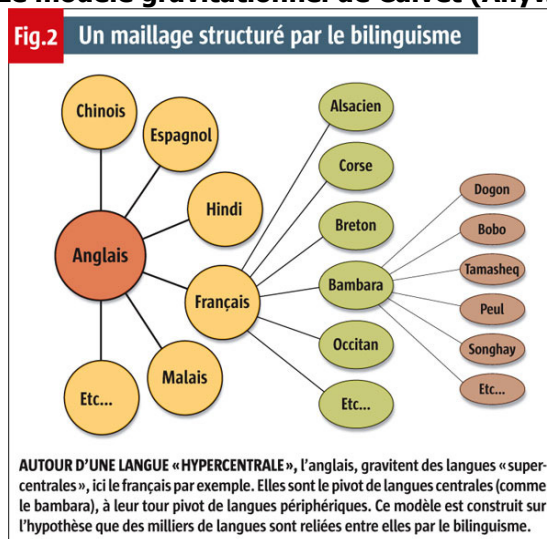 Le modèle gravitationnel de Calvet
Fig.2 Un maillage structuré par le bilinguisme
Chinois
Espagnol
Hindi
Anglais
Français
Malais
Etc...
Alsacien
Corse
Breton
Bambara
Occitan
Etc...
Dogon
Bobo
Tamasheq
Peul
Songhay
Etc...
AUTOUR D’UNE LANGUE «HYPERCENTRALE», l’anglais, gravitent des langues «super-
centrales», ici le français par exemple. Elles sont le pivot de langues centrales (comme
le bambara), à leur tour pivot de langues périphériques. Ce modèle est construit sur
l’hypothèse que des milliers de langues sont reliées entre elles par le bilinguisme.